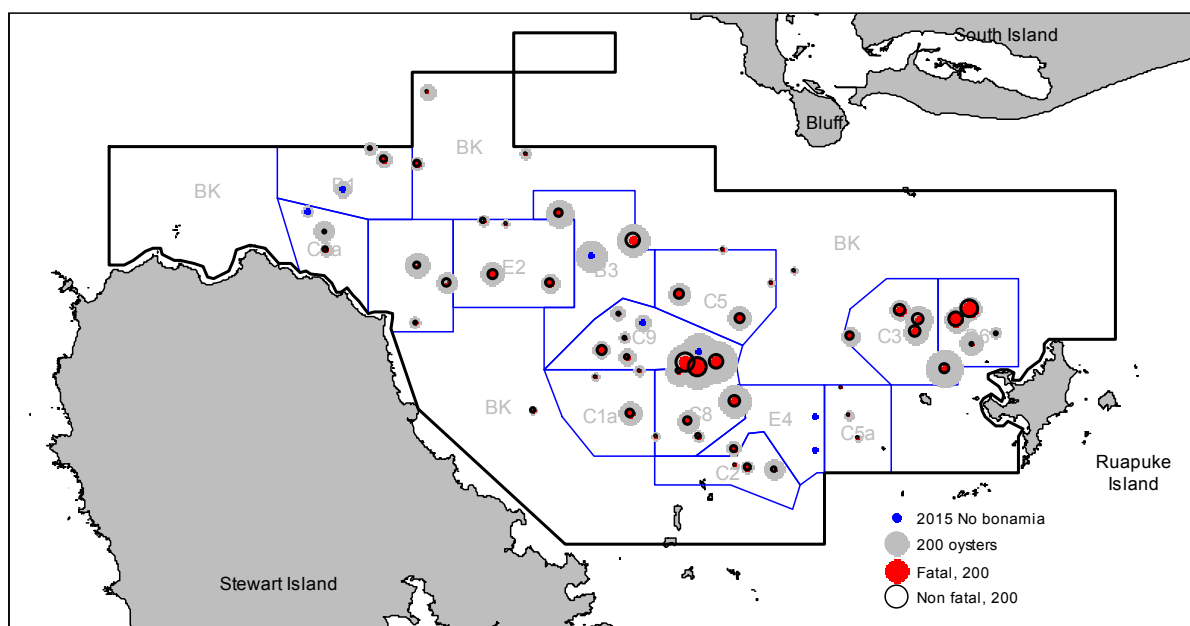 South Island
Bluff
BK
BK
B1
BK
E2
B3
C5
C3
C9
BK
C1a
C8
E4
C5a
C2
Ruapuke
Island
2015 No bonamia
200 oysters
Fatal, 200
Non fatal, 200
Stewart Island